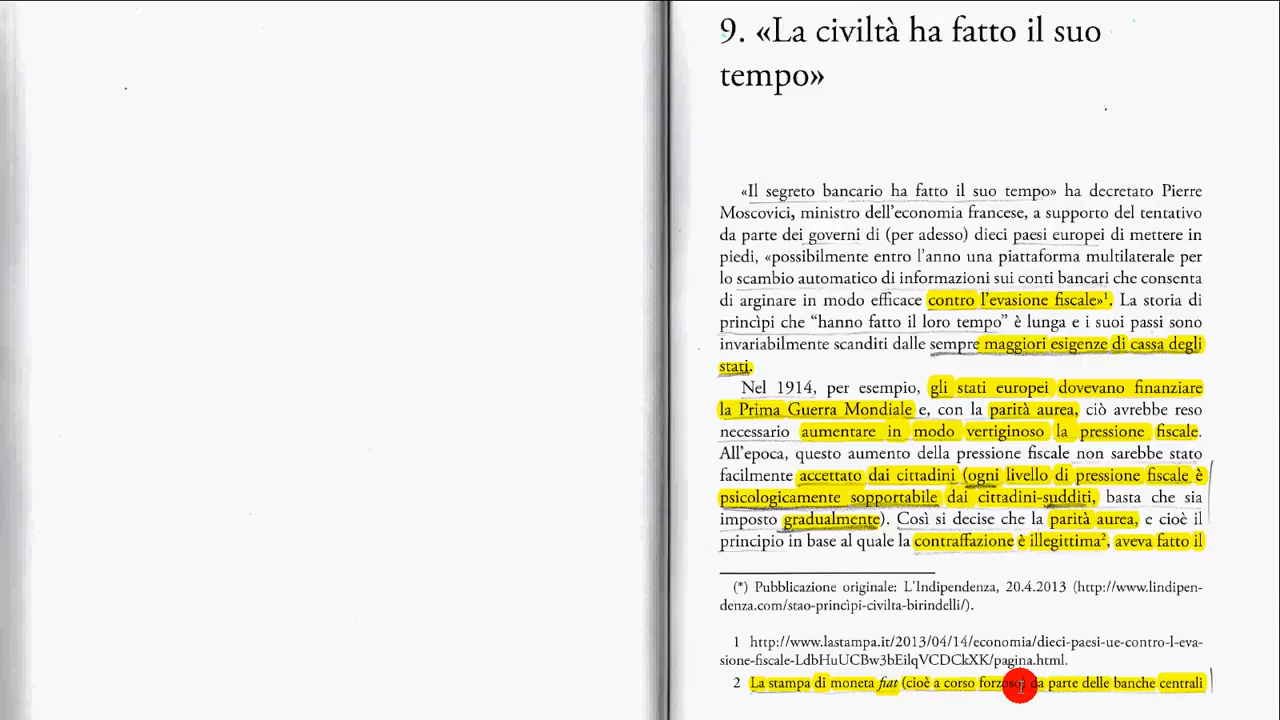 9. «La civiltà ha fatto il suo
tempo»
«Il segreto bancario ha fatto il suo tempo» ha decretato Pierre
Moscovici, ministro dell'economia francese, a supporto del tentativo
da parte dei governi di (per adesso) dieci paesi europei di mettere in
piedi, «possibilmente entro l'anno una piattaforma multilaterale per
lo scambio automatico di informazioni sui conti bancari che consenta
di arginare in modo efficace contro l'evasione fiscale»¹. La storia di
princìpi che “hanno fatto il loro tempo” è lunga e i suoi passi sono
invariabilmente scanditi dalle sempre maggiori esigenze di cassa degli
stati.
Nel 1914, per esempio, gli stati europei dovevano finanziare
la Prima Guerra Mondiale e, con la parità aurea, ciò avrebbe reso
necessario aumentare in modo vertiginoso la pressione fiscale.
All'epoca, questo aumento della pressione fiscale non sarebbe stato
facilmente accettato dai cittadini (ogni livello di pressione fiscale è
psicologicamente sopportabile dai cittadini-sudditi, basta che sia
imposto gradualmente). Così si decise che la parità aurea, e cioè il
principio in base al quale la contraffazione è illegittima², aveva fatto il
(*) Pubblicazione originale: L'Indipendenza, 20.4.2013 (http://www.lindipen-
denza.com/stao-princìpi-civilta-birindelli/).
1 http://www.lastampa.it/2013/04/14/economia/dieci-paesi-ue-contro-l-eva-
sione-fiscale-LdbHuUCBw3bEilqVCDCkXK/pagina.html.
2 La stampa di moneta fiat (cioè a corso forzoso) da parte delle banche centrali